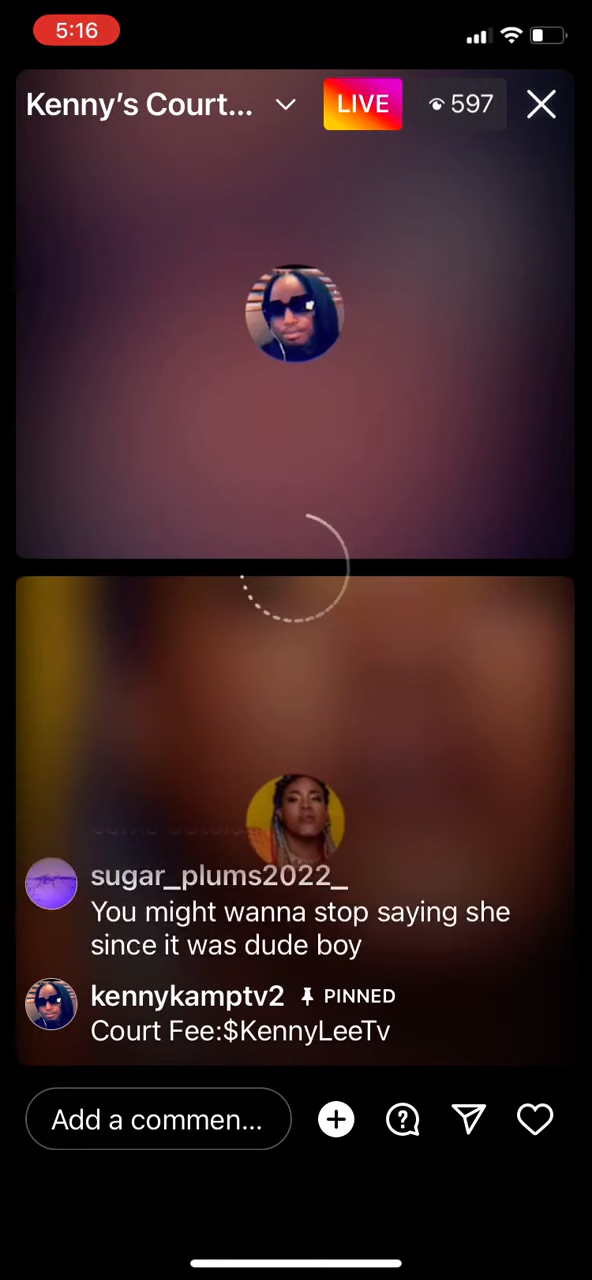 5:16
Kenny's Court...
LIVE
597
sugar_plums2022_
You might wanna stop saying she
since it was dude boy
kennykamptv2 PINNED
Court Fee:$KennyLeeTv
Add a commen...